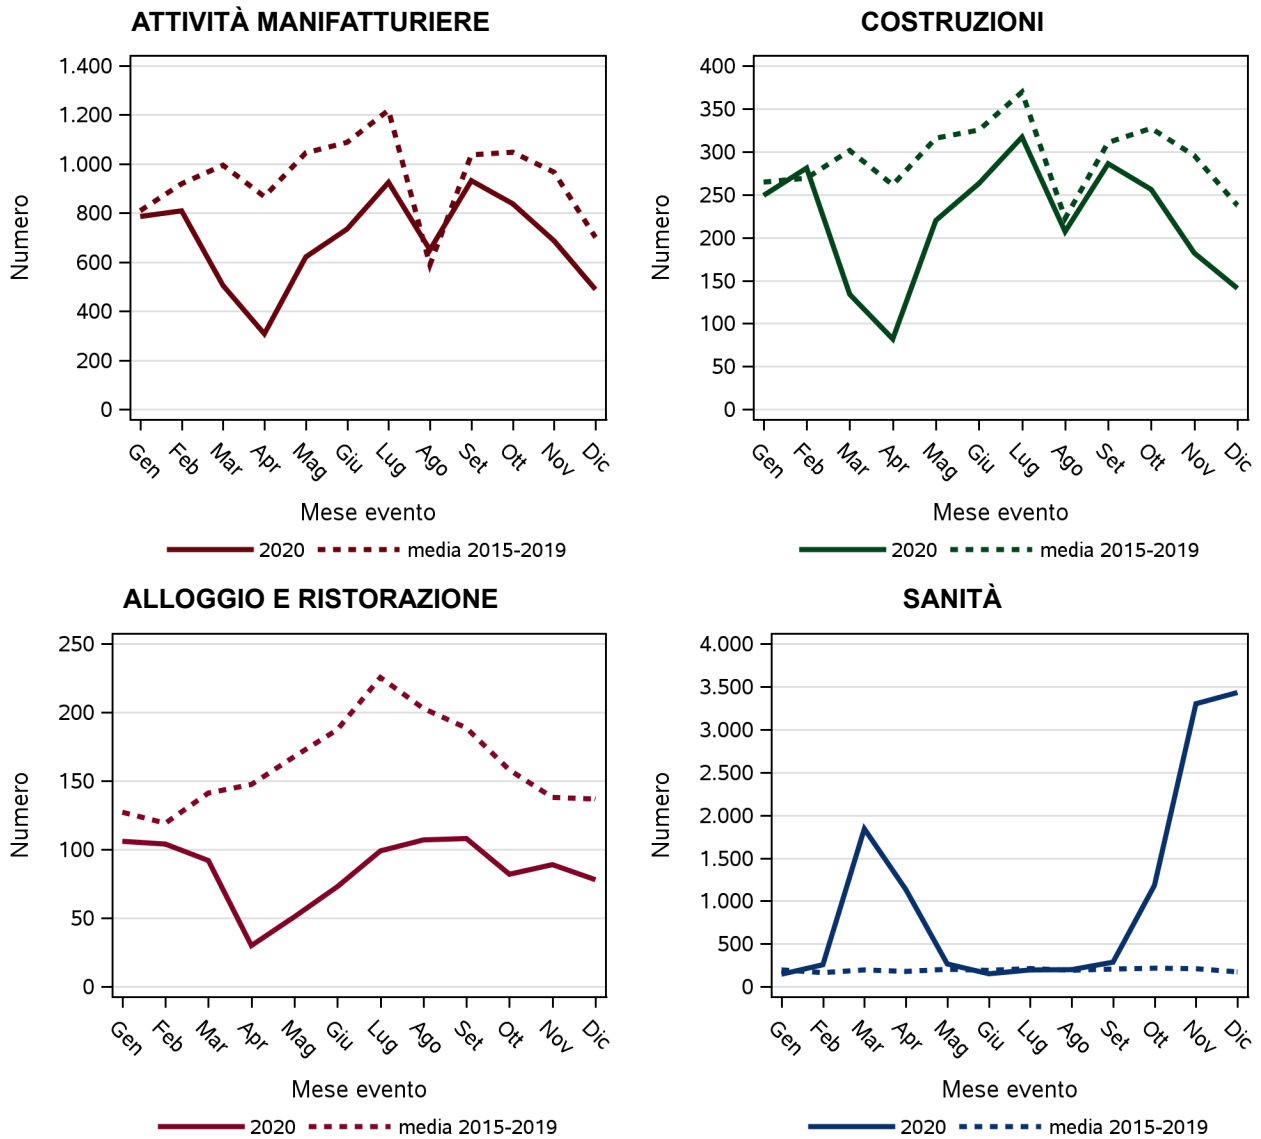 ATTIVITÀ MANIFATTURIERE
Numero
1.400
1.200
1.000
800
600
400
200
0
Gen Feb Mar Apr Mag Giu Lug Ago Set Ott Nov Dic
Mese evento
2020 media 2015-2019
COSTRUZIONI
Numero
400
350
300
250
200
150
100
50
0
Gen Feb Mar Apr Mag Giu Lug Ago Set Ott Nov Dic
Mese evento
2020 media 2015-2019
ALLOGGIO E RISTORAZIONE
Numero
250
200
150
100
50
0
Gen Feb Mar Apr Mag Giu Lug Ago Set Ott Nov Dic
Mese evento
2020 media 2015-2019
SANITÀ
Numero
4.000
3.500
3.000
2.500
2.000
1.500
1.000
500
0
Gen Feb Mar Apr Mag Giu Lug Ago Set Ott Nov Dic
Mese evento
2020 media 2015-2019